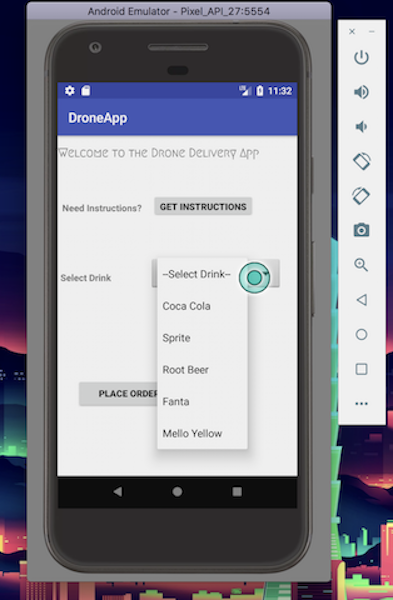 Android Emulator - Pixel_API_27:5554
11:32
DroneApp
Welcome to the Drone Delivery App
Need Instructions?
GET INSTRUCTIONS
Select Drink
--Select Drink--
Coca Cola
Sprite
Root Beer
Fanta
Mello Yellow
PLACE ORDER